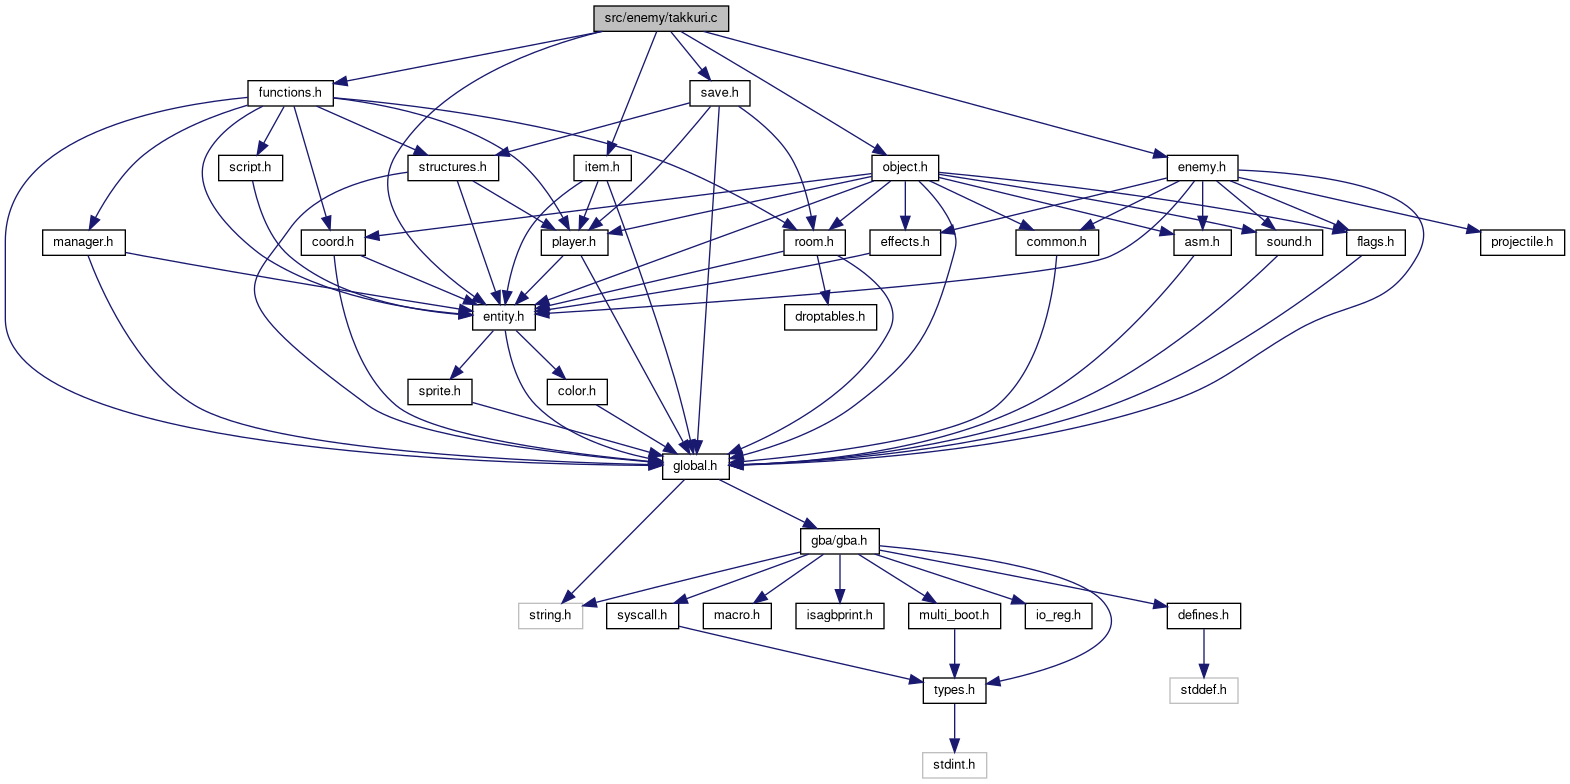 src/enemy/takkuri.c
functions.h
save.h
script.h
structures.h
item.h
object.h
enemy.h
manager.h
coord.h
player.h
room.h
effects.h
common.h
asm.h
sound.h
flags.h
projectile.h
entity.h
droptables.h
sprite.h
color.h
global.h
gba/gba.h
string.h
syscall.h
macro.h
isagbprint.h
multi_boot.h
io_reg.h
defines.h
types.h
stddef.h
stdint.h